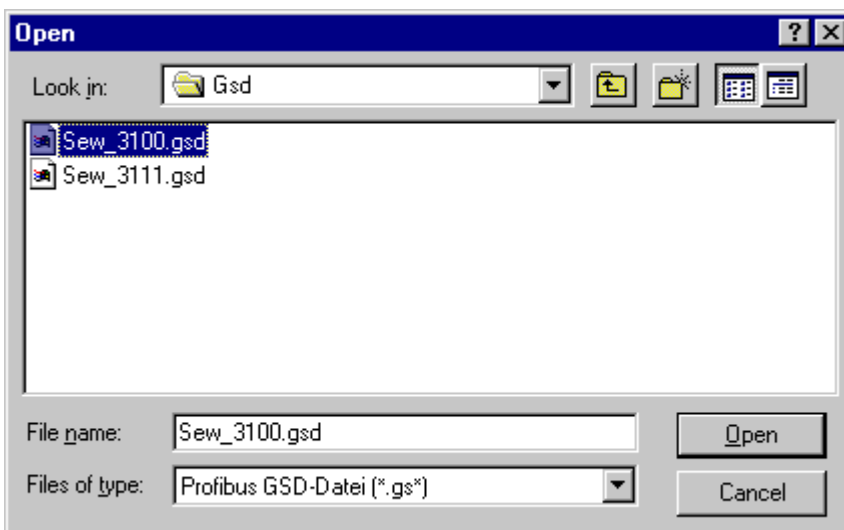 Open
Look in: Gsd
Sew_3100.gsd
Sew_3111.gsd
File name: Sew_3100.gsd Open
Files of type: Profibus GSD-Datei (*.gs*) Cancel